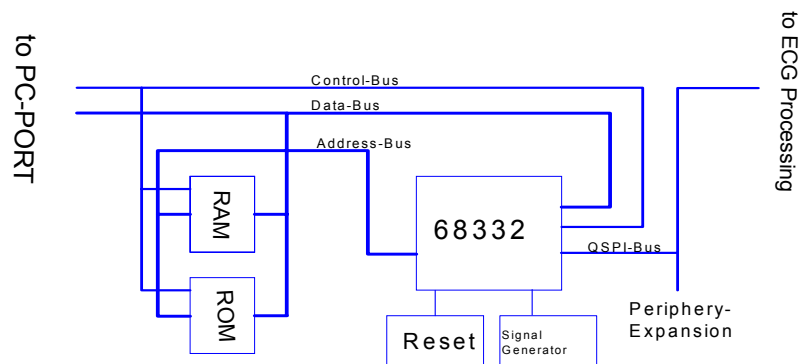 to PC-PORT
to ECG Processing
Control-Bus
Data-Bus
Address-Bus
RAM
68332
QSPI-Bus
ROM
Periphery-
Expansion
Reset
Signal
Generator